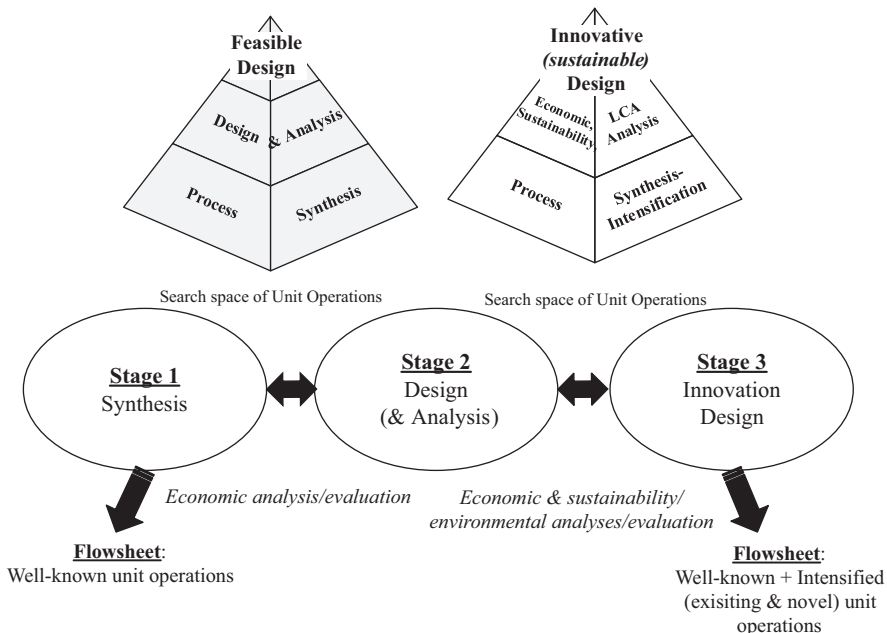 Feasible
Design
Design & Analysis
Process
Synthesis
Innovative
(sustainable)
Design
Economic,
Sustainability,
LCA
Analysis
Process
Synthesis-
Intensification
Search space of Unit Operations
Search space of Unit Operations
Stage 1
Synthesis
Stage 2
Design
(& Analysis)
Stage 3
Innovation
Design
Economic analysis/evaluation
Economic & sustainability/
environmental analyses/evaluation
Flowsheet:
Well-known unit operations
Flowsheet:
Well-known + Intensified
(exisiting & novel) unit
operations